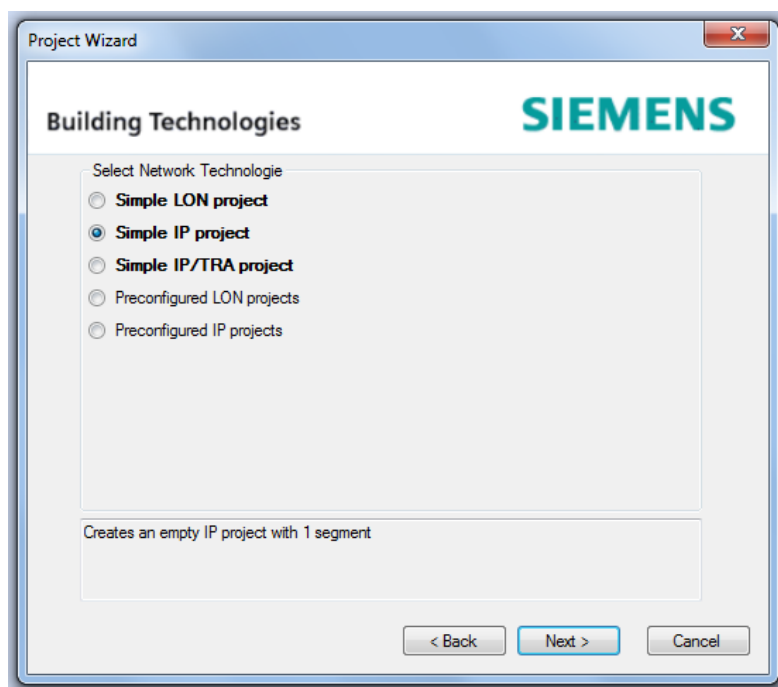 Project Wizard
Building Technologies
SIEMENS
Select Network Technologie
Simple LON project
Simple IP project
Simple IP/TRA project
Preconfigured LON projects
Preconfigured IP projects
Creates an empty IP project with 1 segment
< Back
Next >
Cancel